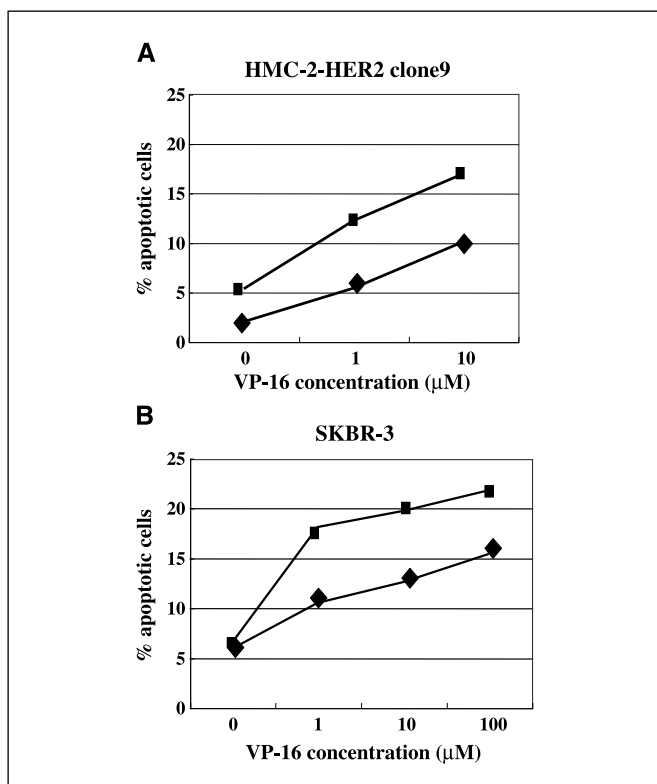 A
HMC-2-HER2 clone9
25
20
15
10
5
0
% apoptotic cells
0 1 10
VP-16 concentration (μM)
B
SKBR-3
25
20
15
10
5
0
% apoptotic cells
0 1 10 100
VP-16 concentration (μM)